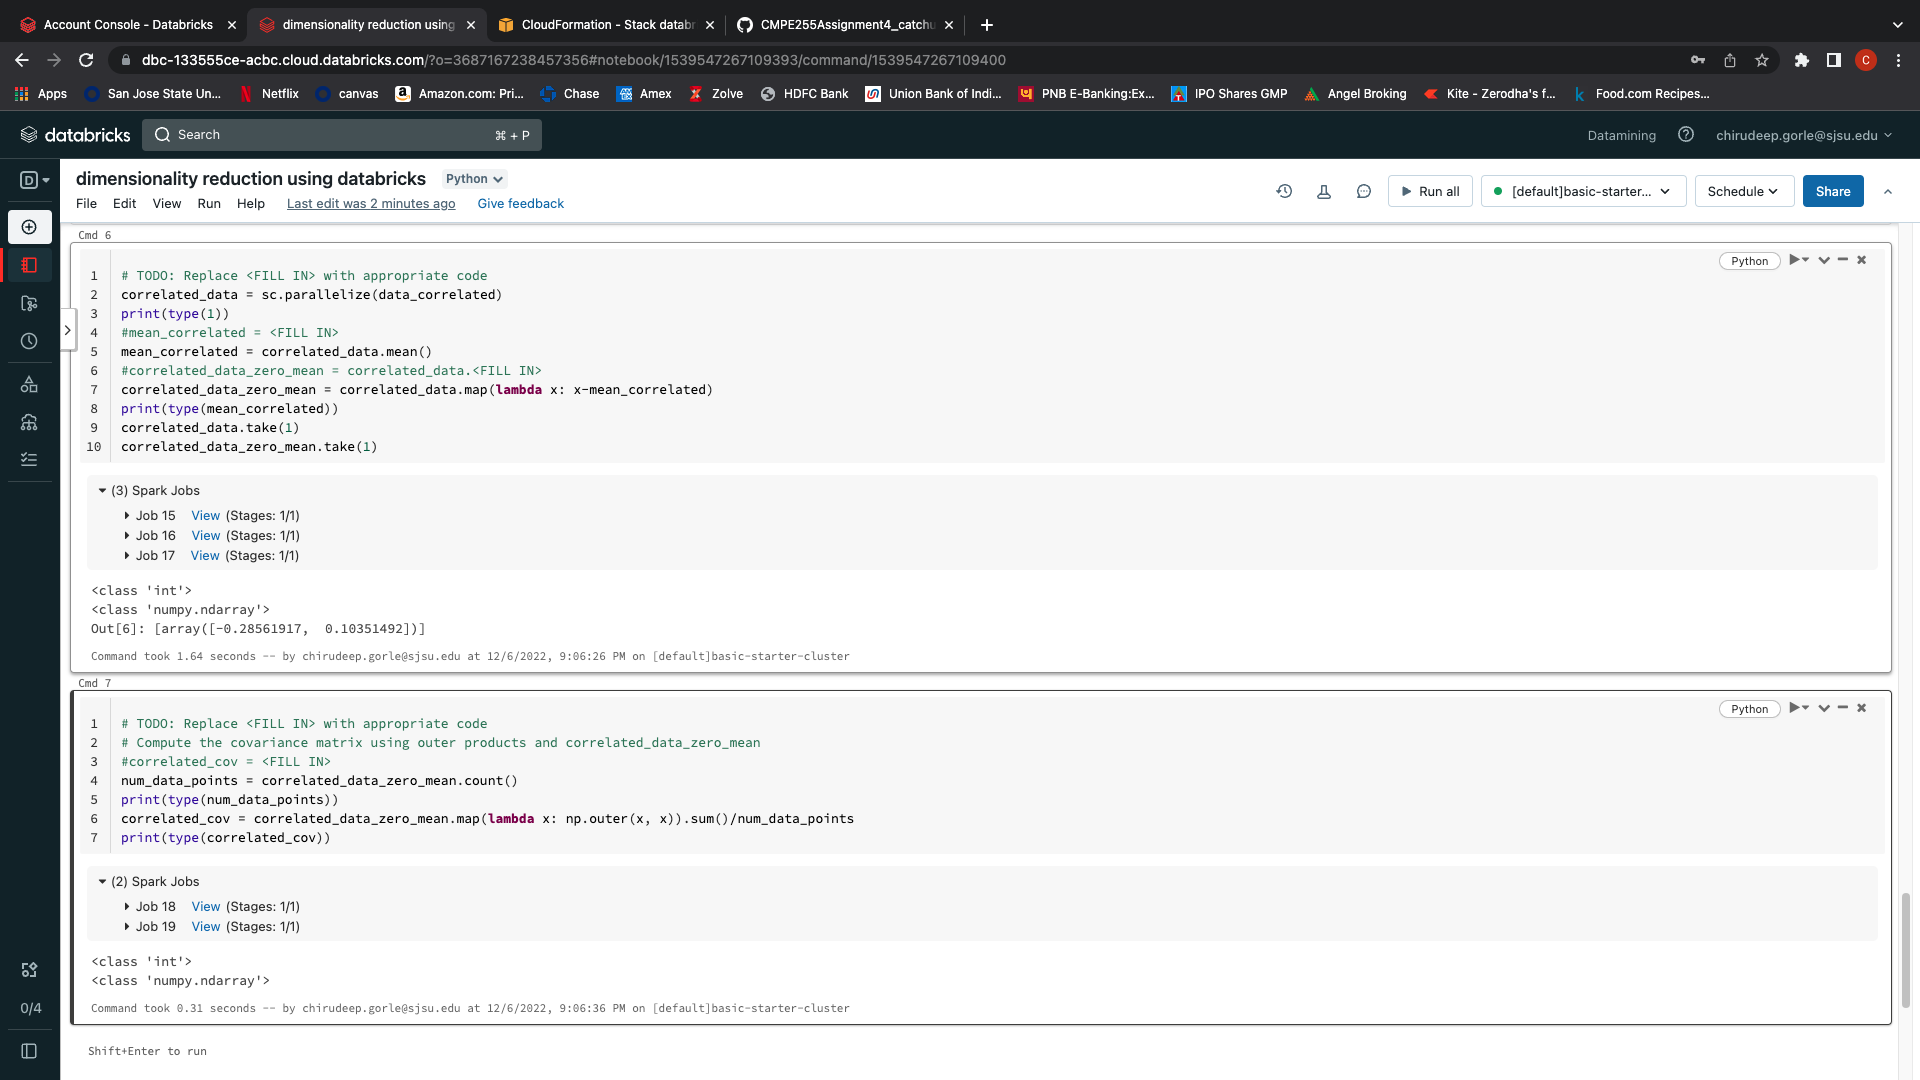 Account Console - Databricks
dimensionality reduction using
CloudFormation - Stack datab
CMPE255Assignment4_catchu
dbc-133555ce-acbc.cloud.databricks.com/?o=3687167238457356#notebook/1539547267109393/command/1539547267109400
C
Apps
San Jose State Un...
Netflix
canvas
Amazon.com: Pri...
Chase
Amex
Zolve
HDFC Bank
Union Bank of Indi...
PNB E-Banking:Ex...
IPO Shares GMP
Angel Broking
Kite - Zerodha's f...
Food.com Recipes...
databricks
Search
⌘ + P
Datamining
chirudeep.gorle@sjsu.edu
D
dimensionality reduction using databricks
Python
File Edit View Run Help Last edit was 2 minutes ago Give feedback
Run all
[default]basic-starter...
Schedule
Share
Cmd 6
Python
1 # TODO: Replace <FILL IN> with appropriate code
2 correlated_data = sc.parallelize(data_correlated)
3 print(type(1))
4 #mean_correlated = <FILL IN>
5 mean_correlated = correlated_data.mean()
6 #correlated_data_zero_mean = correlated_data.<FILL IN>
7 correlated_data_zero_mean = correlated_data.map(lambda x: x-mean_correlated)
8 print(type(mean_correlated))
9 correlated_data.take(1)
10 correlated_data_zero_mean.take(1)
(3) Spark Jobs
Job 15 View (Stages: 1/1)
Job 16 View (Stages: 1/1)
Job 17 View (Stages: 1/1)
<class 'int'>
<class 'numpy.ndarray'>
Out[6]: [array([-0.28561917,  0.10351492])]
Command took 1.64 seconds -- by chirudeep.gorle@sjsu.edu at 12/6/2022, 9:06:26 PM on [default]basic-starter-cluster
Cmd 7
Python
1 # TODO: Replace <FILL IN> with appropriate code
2 # Compute the covariance matrix using outer products and correlated_data_zero_mean
3 #correlated_cov = <FILL IN>
4 num_data_points = correlated_data_zero_mean.count()
5 print(type(num_data_points))
6 correlated_cov = correlated_data_zero_mean.map(lambda x: np.outer(x, x)).sum()/num_data_points
7 print(type(correlated_cov))
(2) Spark Jobs
Job 18 View (Stages: 1/1)
Job 19 View (Stages: 1/1)
<class 'int'>
<class 'numpy.ndarray'>
Command took 0.31 seconds -- by chirudeep.gorle@sjsu.edu at 12/6/2022, 9:06:36 PM on [default]basic-starter-cluster
0/4
Shift+Enter to run